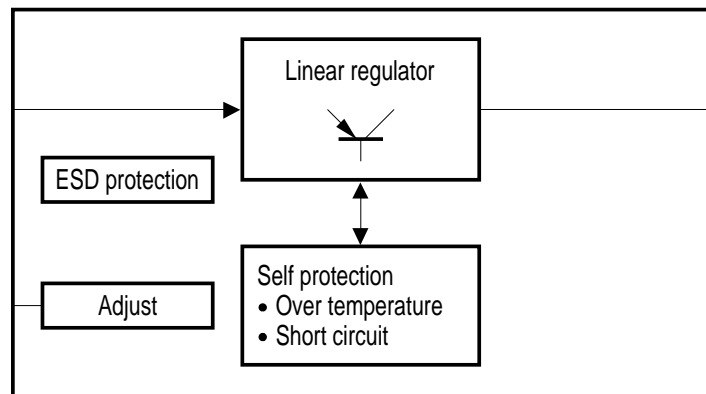 Linear regulator
ESD protection
Adjust
Self protection
• Over temperature
• Short circuit